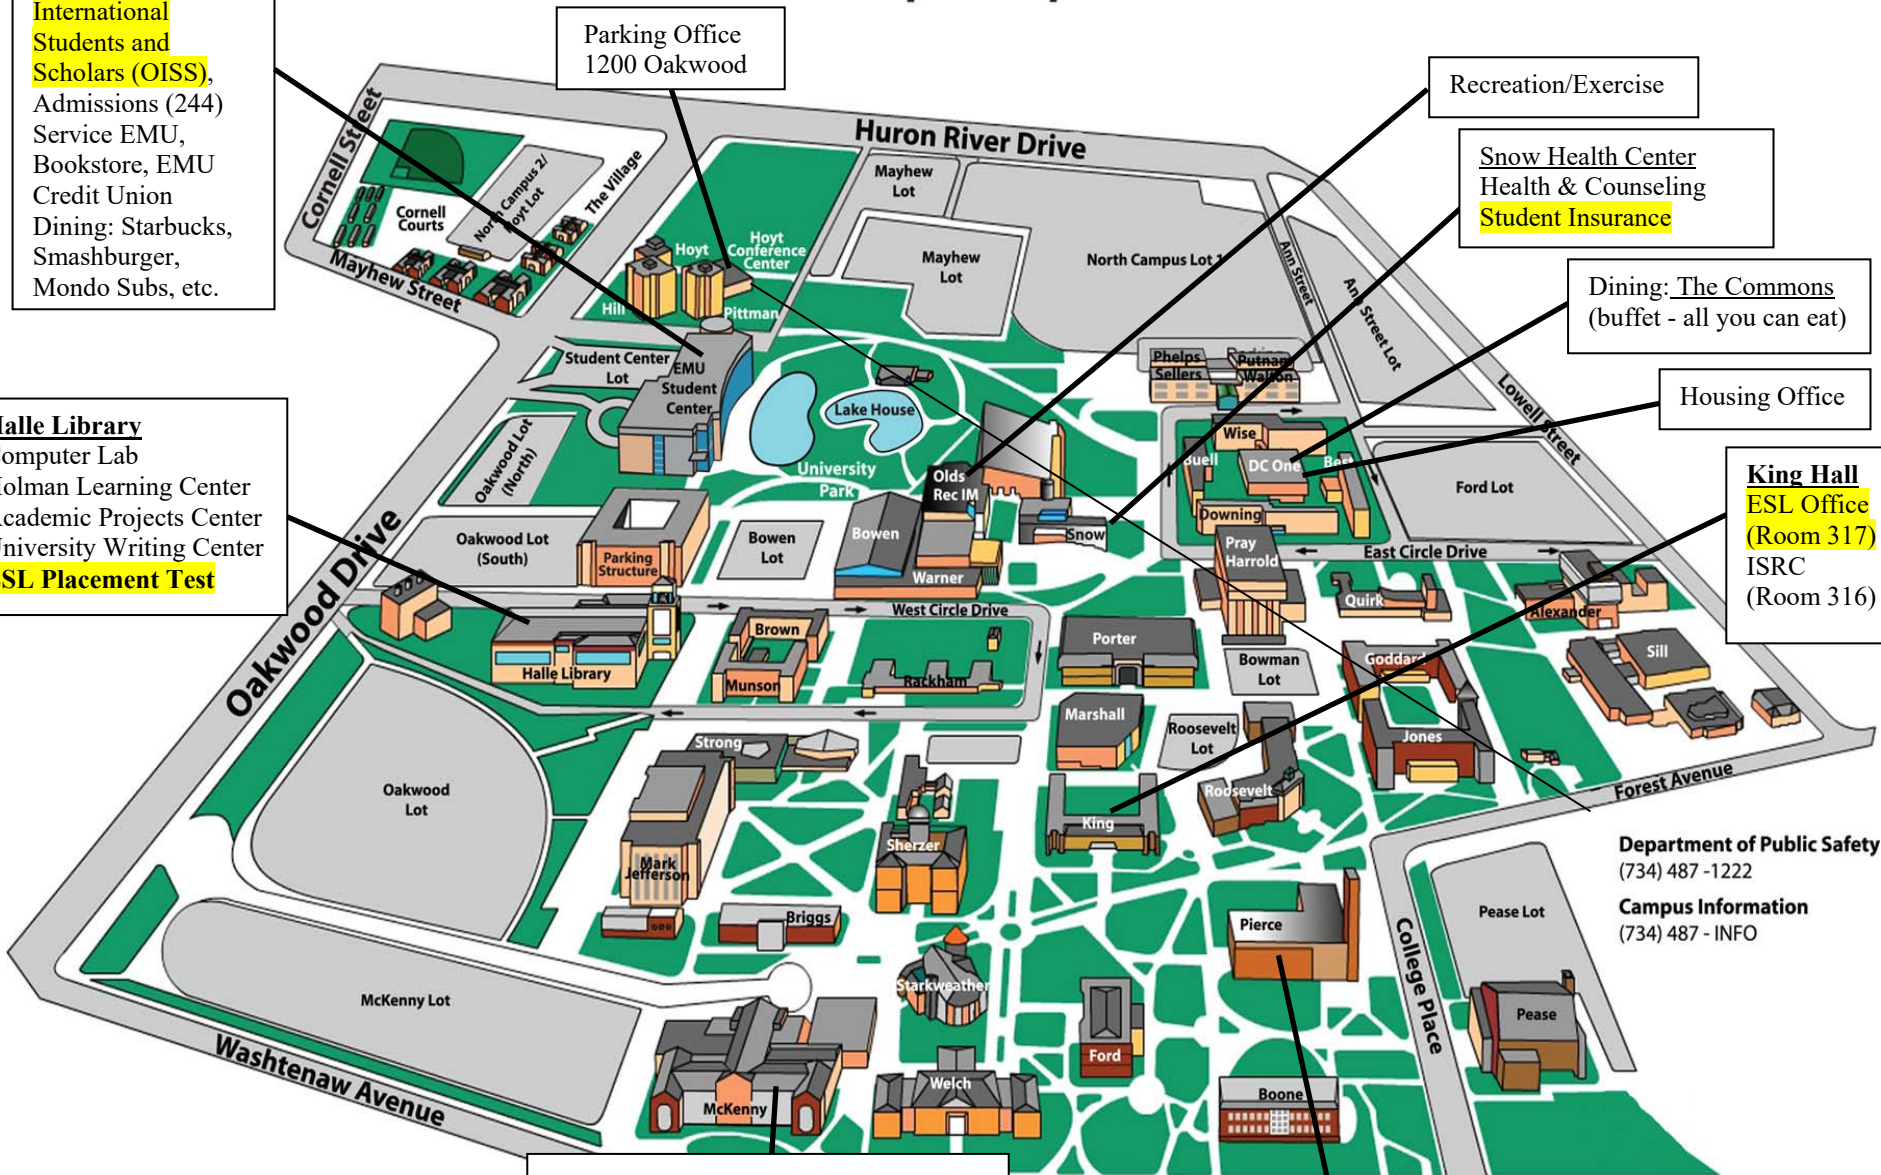 International
Students and
Scholars (OISS),
Admissions (244)
Service EMU,
Bookstore, EMU
Credit Union
Dining: Starbucks,
Smashburger,
Mondo Subs, etc.
Parking Office
1200 Oakwood
Recreation/Exercise
Snow Health Center
Health & Counseling
Student Insurance
Dining: The Commons
(buffet - all you can eat)
Housing Office
King Hall
ESL Office
(Room 317)
ISRC
(Room 316)
Halle Library
Computer Lab
Holman Learning Center
Academic Projects Center
University Writing Center
ESL Placement Test
Huron River Drive
Cornell Street
Cornell
Courts
North Campus 2/
Hoyt Lot
The Village
Mayhew Street
Mayhew
Lot
Hoyt
Hoyt
Conference
Center
Hill
Pittman
Mayhew
Lot
North Campus Lot 1
Ann Street
Ann Street Lot
Lowell Street
Student Center
Lot
EMU
Student
Center
Lake House
University
Park
Phelps
Sellers
Putnam
Walton
Wise
Buell
DC One
Best
Downing
Ford Lot
Oakwood Lot
(North)
Oakwood Drive
Oakwood Lot
(South)
Parking
Structure
Bowen
Lot
Bowen
Olds
Rec IM
Warner
Snow
Pray
Harrold
East Circle Drive
Quirk
Alexander
West Circle Drive
Halle Library
Brown
Munson
Rackham
Porter
Bowman
Lot
Goddard
Sill
Marshall
Roosevelt
Lot
Jones
Strong
Oakwood
Lot
Roosevelt
King
Sherzer
Mark
Jefferson
Forest Avenue
Department of Public Safety
(734) 487 -1222
Campus Information
(734) 487 - INFO
Briggs
Pierce
Pease Lot
College Place
McKenny Lot
Starkweather
Pease
Ford
Washtenaw Avenue
McKenny
Welch
Boone